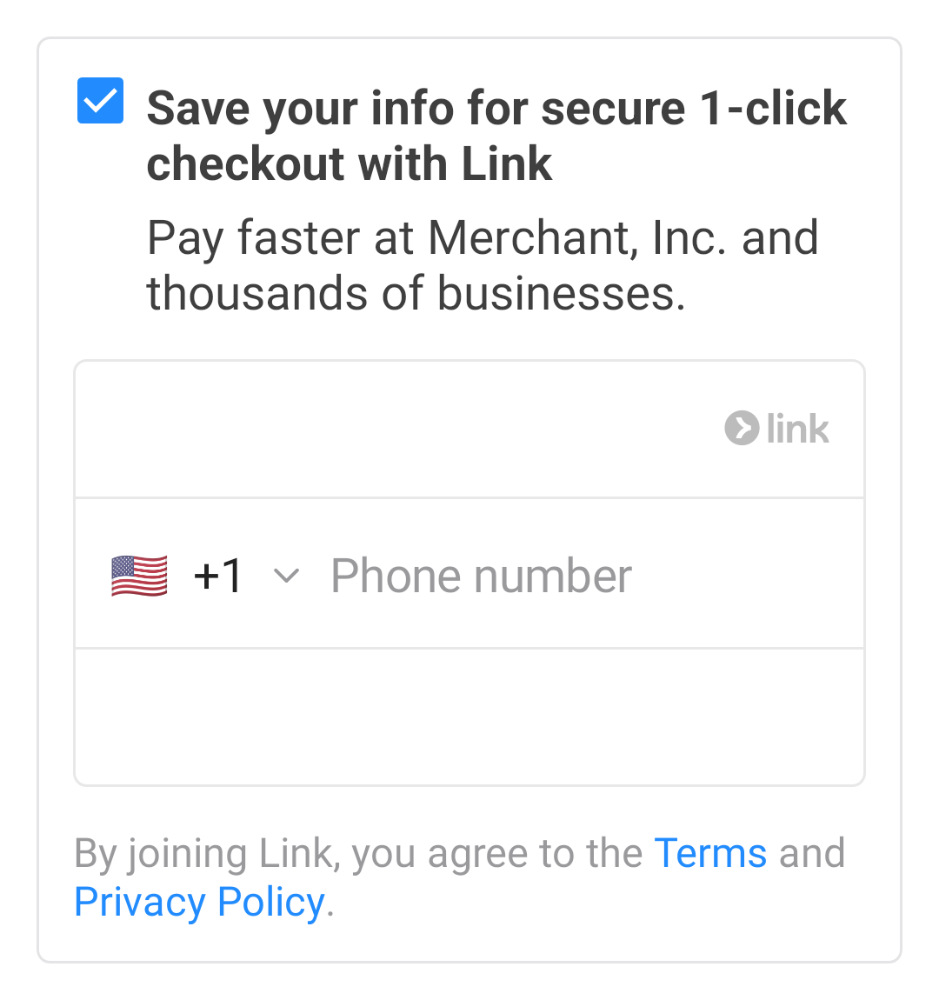 Save your info for secure 1-click
checkout with Link
Pay faster at Merchant, Inc. and
thousands of businesses.
link
+1 Phone number
By joining Link, you agree to the Terms and
Privacy Policy.